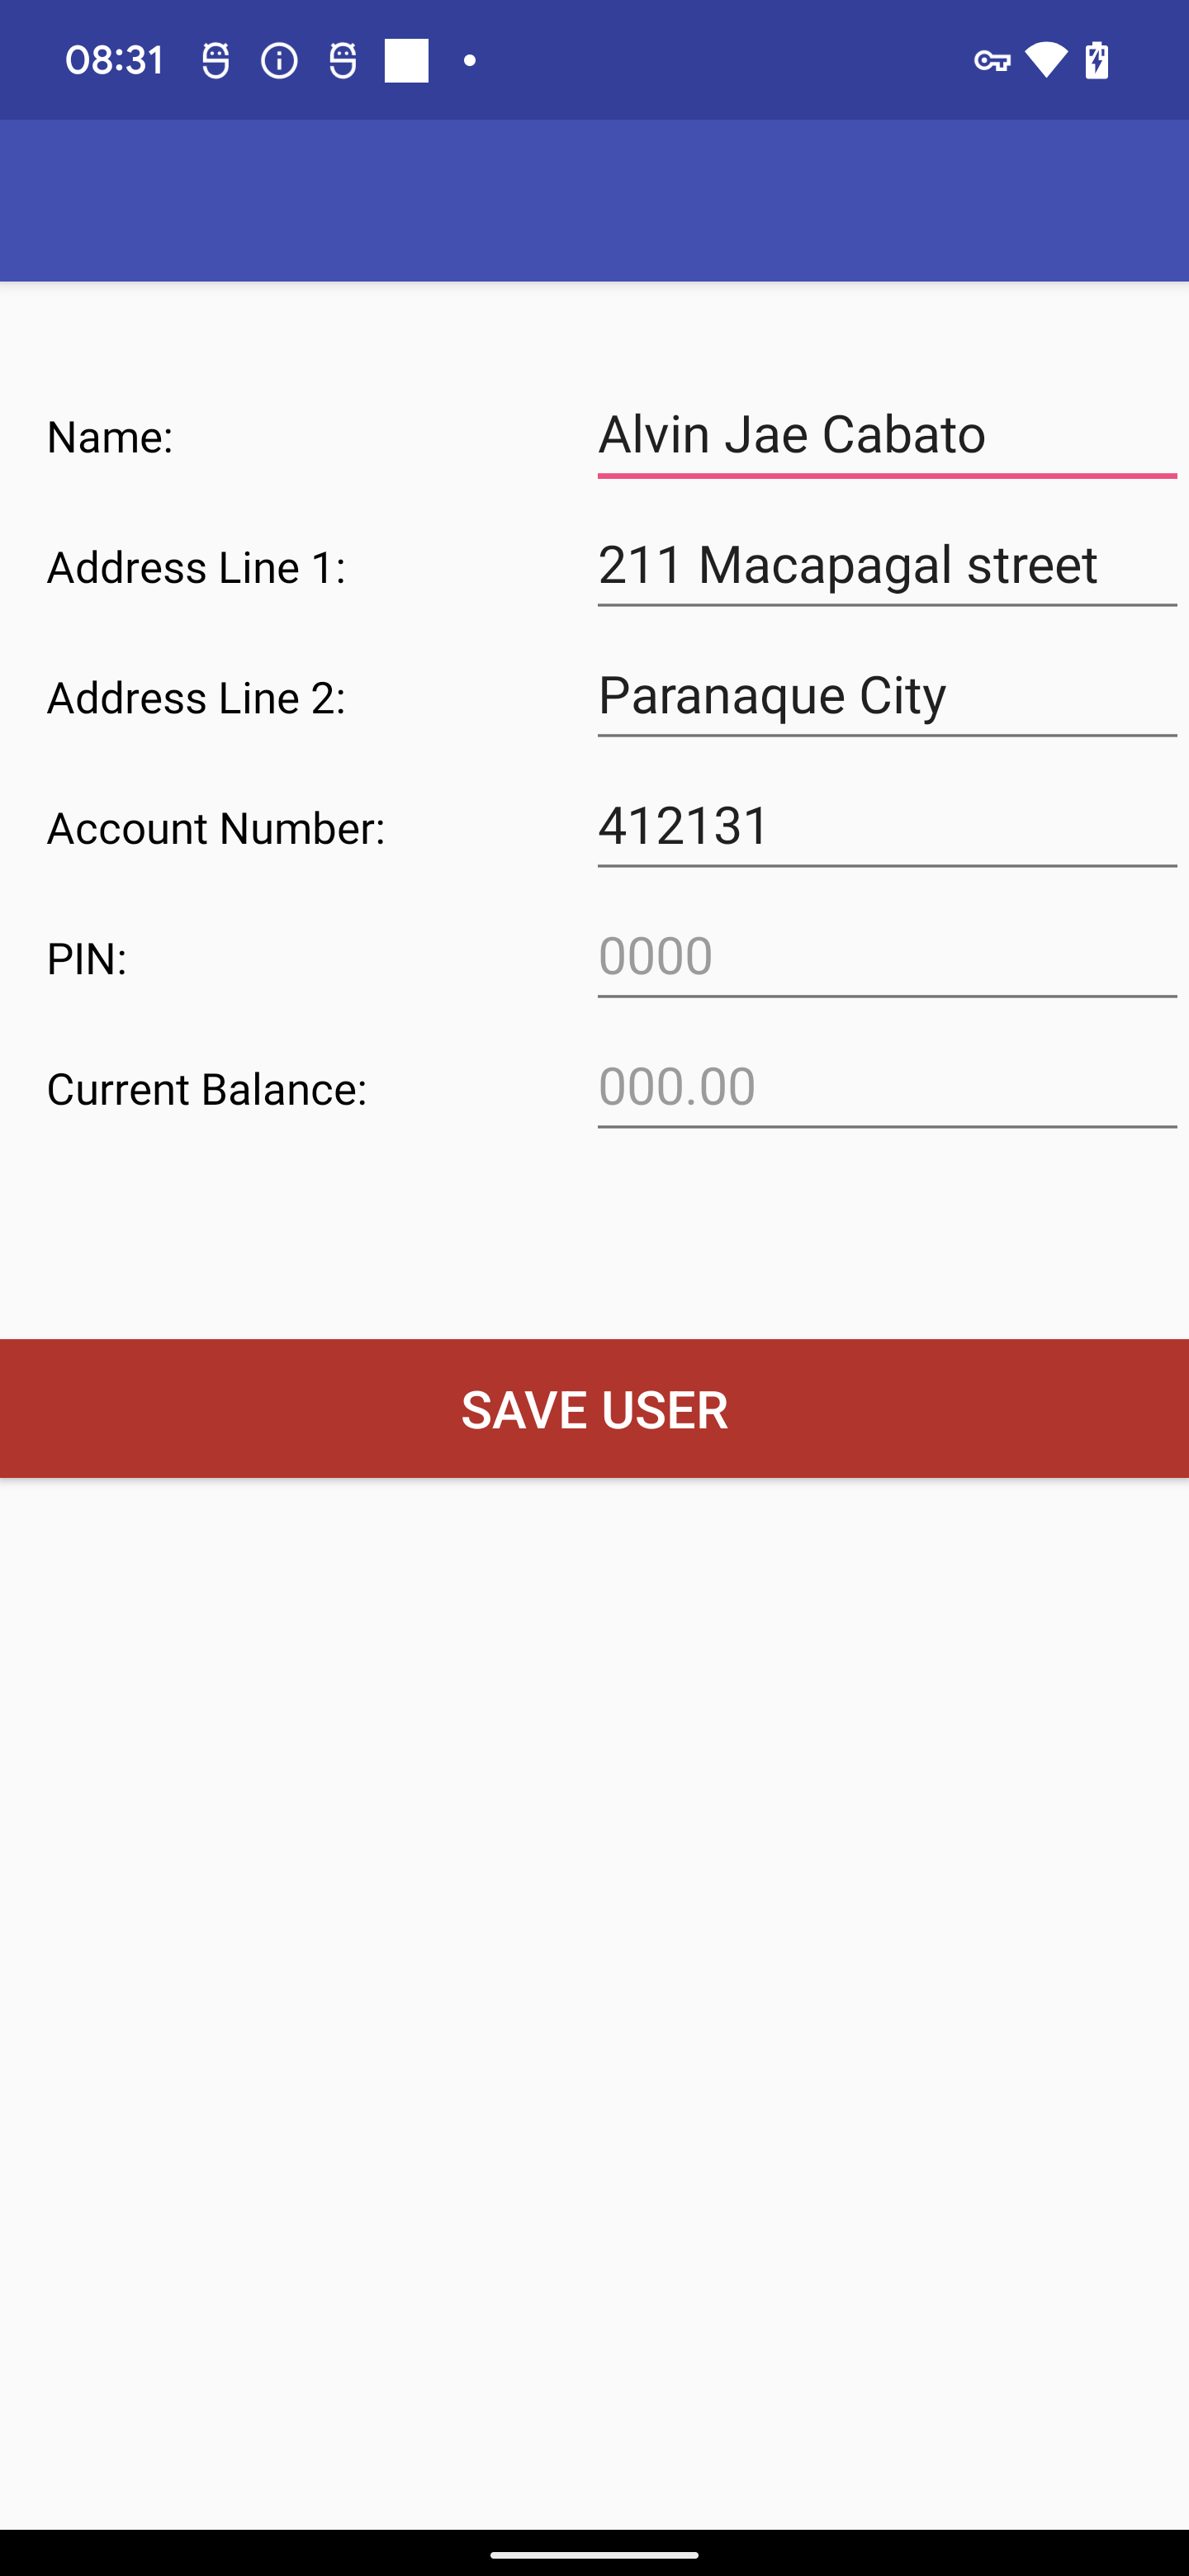 08:31
Name: Alvin Jae Cabato
Address Line 1: 211 Macapagal street
Address Line 2: Paranaque City
Account Number: 412131
PIN: 0000
Current Balance: 000.00
SAVE USER